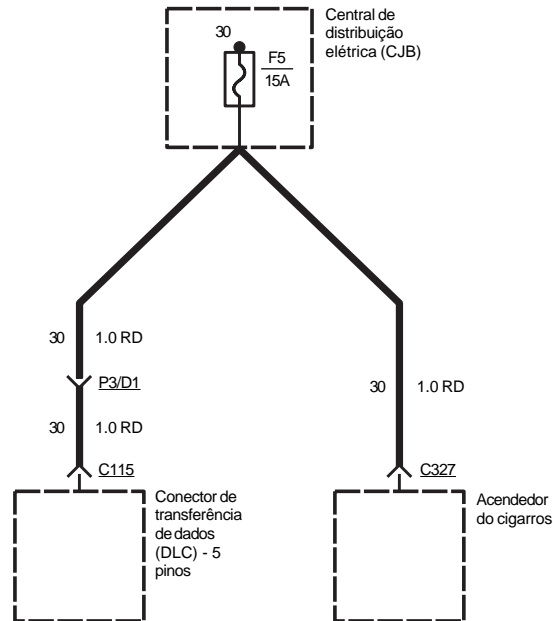 Central de
distribuição
elétrica (CJB)
30
F5
15A
30 1.0 RD
P3/D1
30 1.0 RD
30 1.0 RD
C115
C327
Conector de
transferência
de dados
(DLC) - 5
pinos
Acendedor
do cigarros